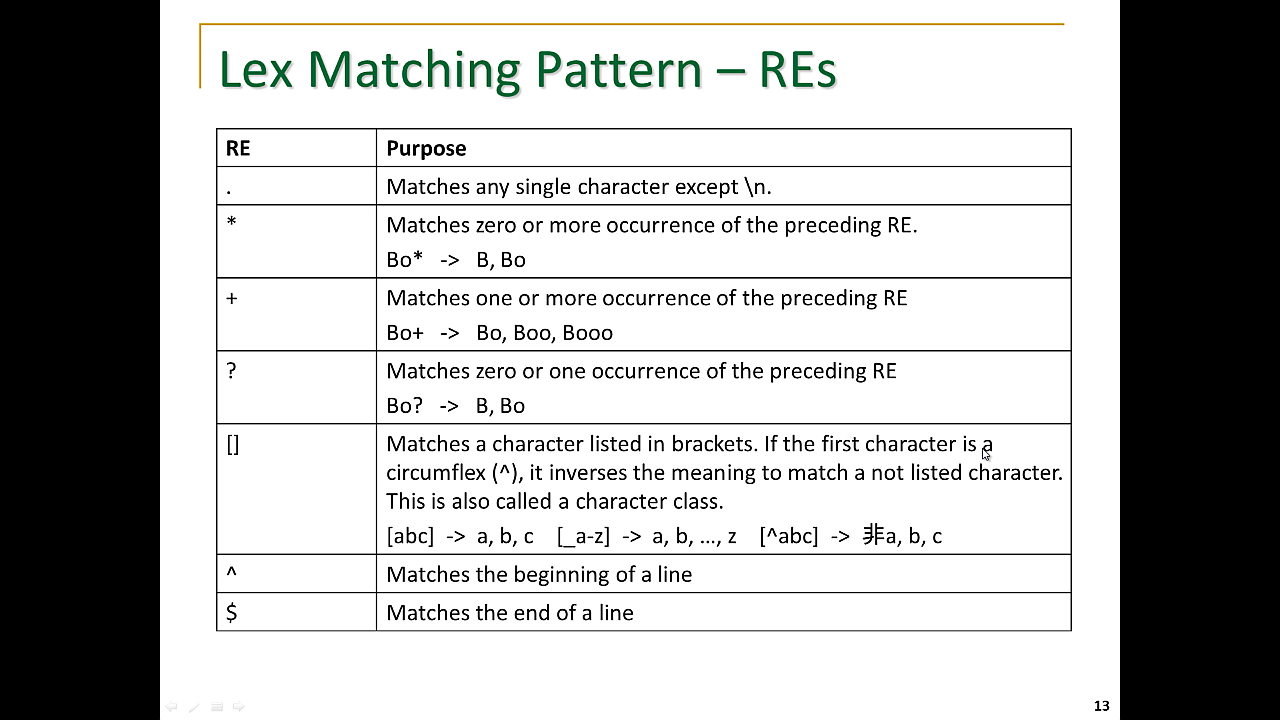 Lex Matching Pattern – REs
RE Purpose
. Matches any single character except \n.
* Matches zero or more occurrence of the preceding RE.
Bo* -> B, Bo
+ Matches one or more occurrence of the preceding RE
Bo+ -> Bo, Boo, Booo
? Matches zero or one occurrence of the preceding RE
Bo? -> B, Bo
[] Matches a character listed in brackets. If the first character is a
circumflex (^), it inverses the meaning to match a not listed character.
This is also called a character class.
[abc] -> a, b, c [_a-z] -> a, b, …, z [^abc] -> 非a, b, c
^ Matches the beginning of a line
$ Matches the end of a line
13